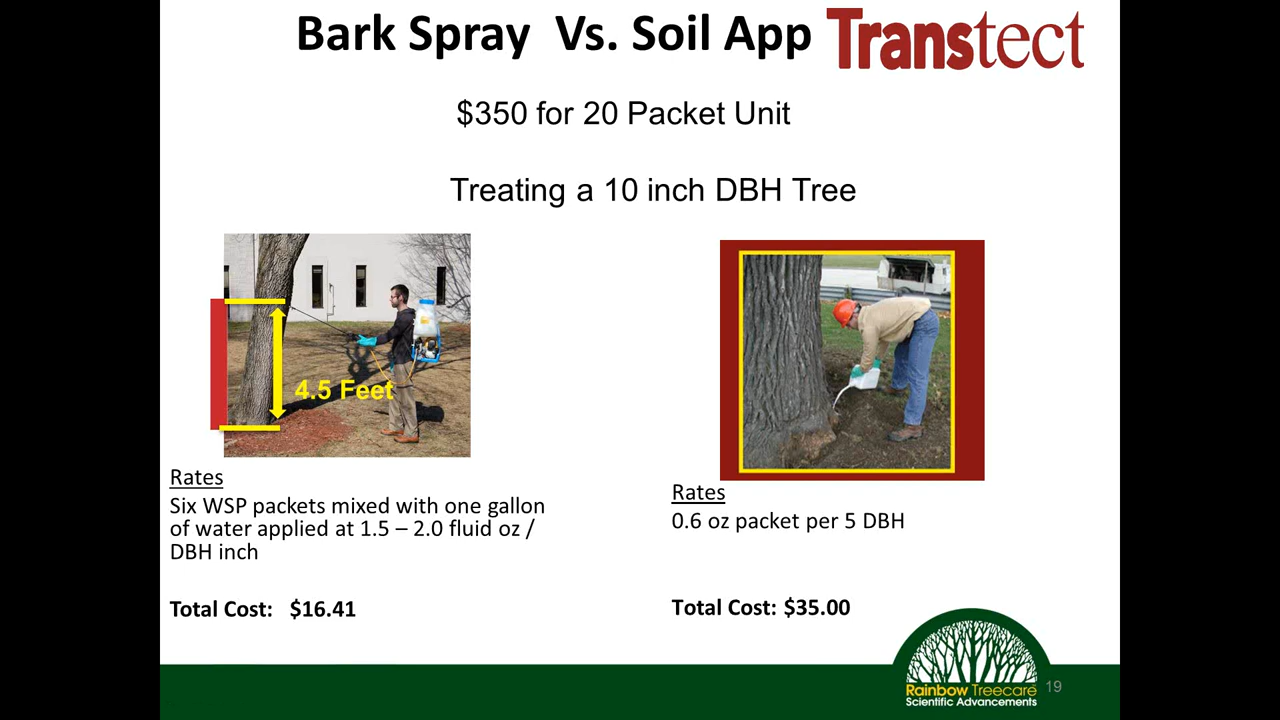 Bark Spray Vs. Soil App Transtect
$350 for 20 Packet Unit
Treating a 10 inch DBH Tree
4.5 Feet
Rates
Six WSP packets mixed with one gallon
of water applied at 1.5 – 2.0 fluid oz /
DBH inch
Total Cost: $16.41
Rates
0.6 oz packet per 5 DBH
Total Cost: $35.00
Rainbow Treecare
Scientific Advancements
19